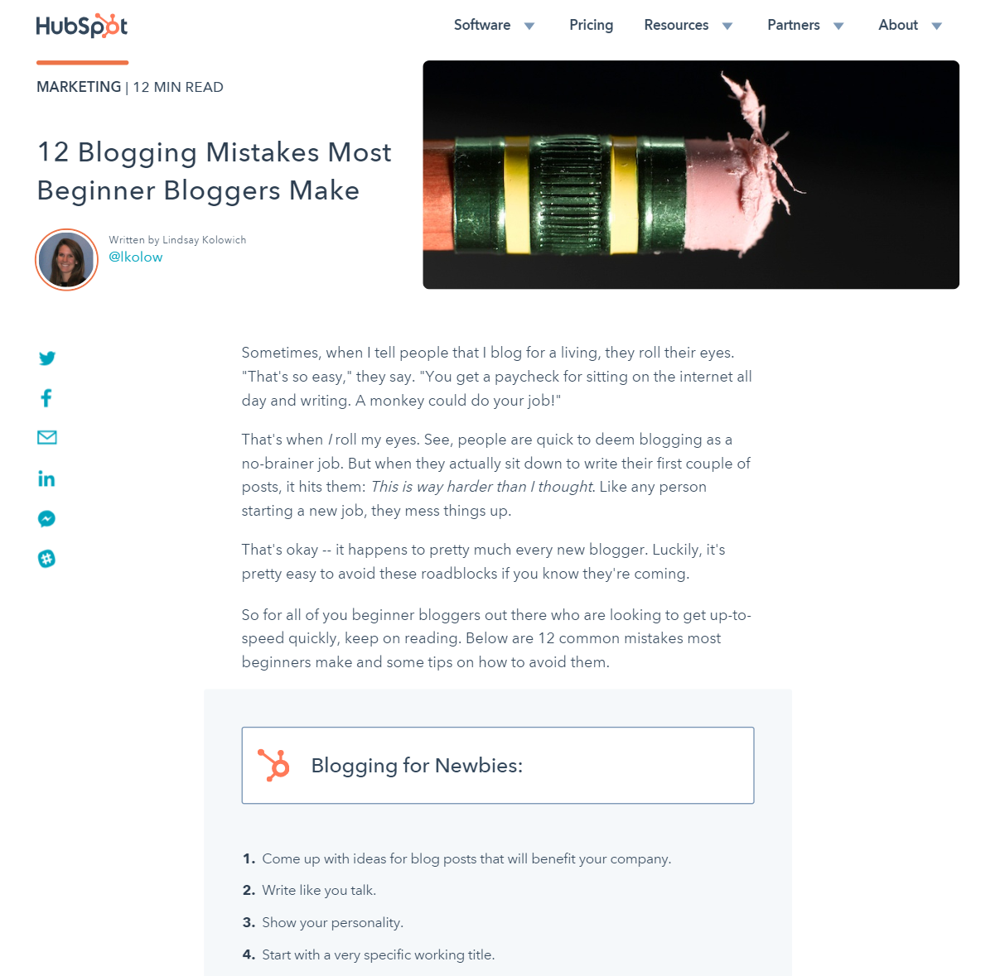 HubSpot
Software
Pricing
Resources
Partners
About
MARKETING | 12 MIN READ
12 Blogging Mistakes Most
Beginner Bloggers Make
Written by Lindsay Kolowich
@lkolow
Sometimes, when I tell people that I blog for a living, they roll their eyes.
"That's so easy," they say. "You get a paycheck for sitting on the internet all
day and writing. A monkey could do your job!"
That's when I roll my eyes. See, people are quick to deem blogging as a
no-brainer job. But when they actually sit down to write their first couple of
posts, it hits them: This is way harder than I thought. Like any person
starting a new job, they mess things up.
That's okay -- it happens to pretty much every new blogger. Luckily, it's
pretty easy to avoid these roadblocks if you know they're coming.
So for all of you beginner bloggers out there who are looking to get up-to-
speed quickly, keep on reading. Below are 12 common mistakes most
beginners make and some tips on how to avoid them.
Blogging for Newbies:
1. Come up with ideas for blog posts that will benefit your company.
2. Write like you talk.
3. Show your personality.
4. Start with a very specific working title.